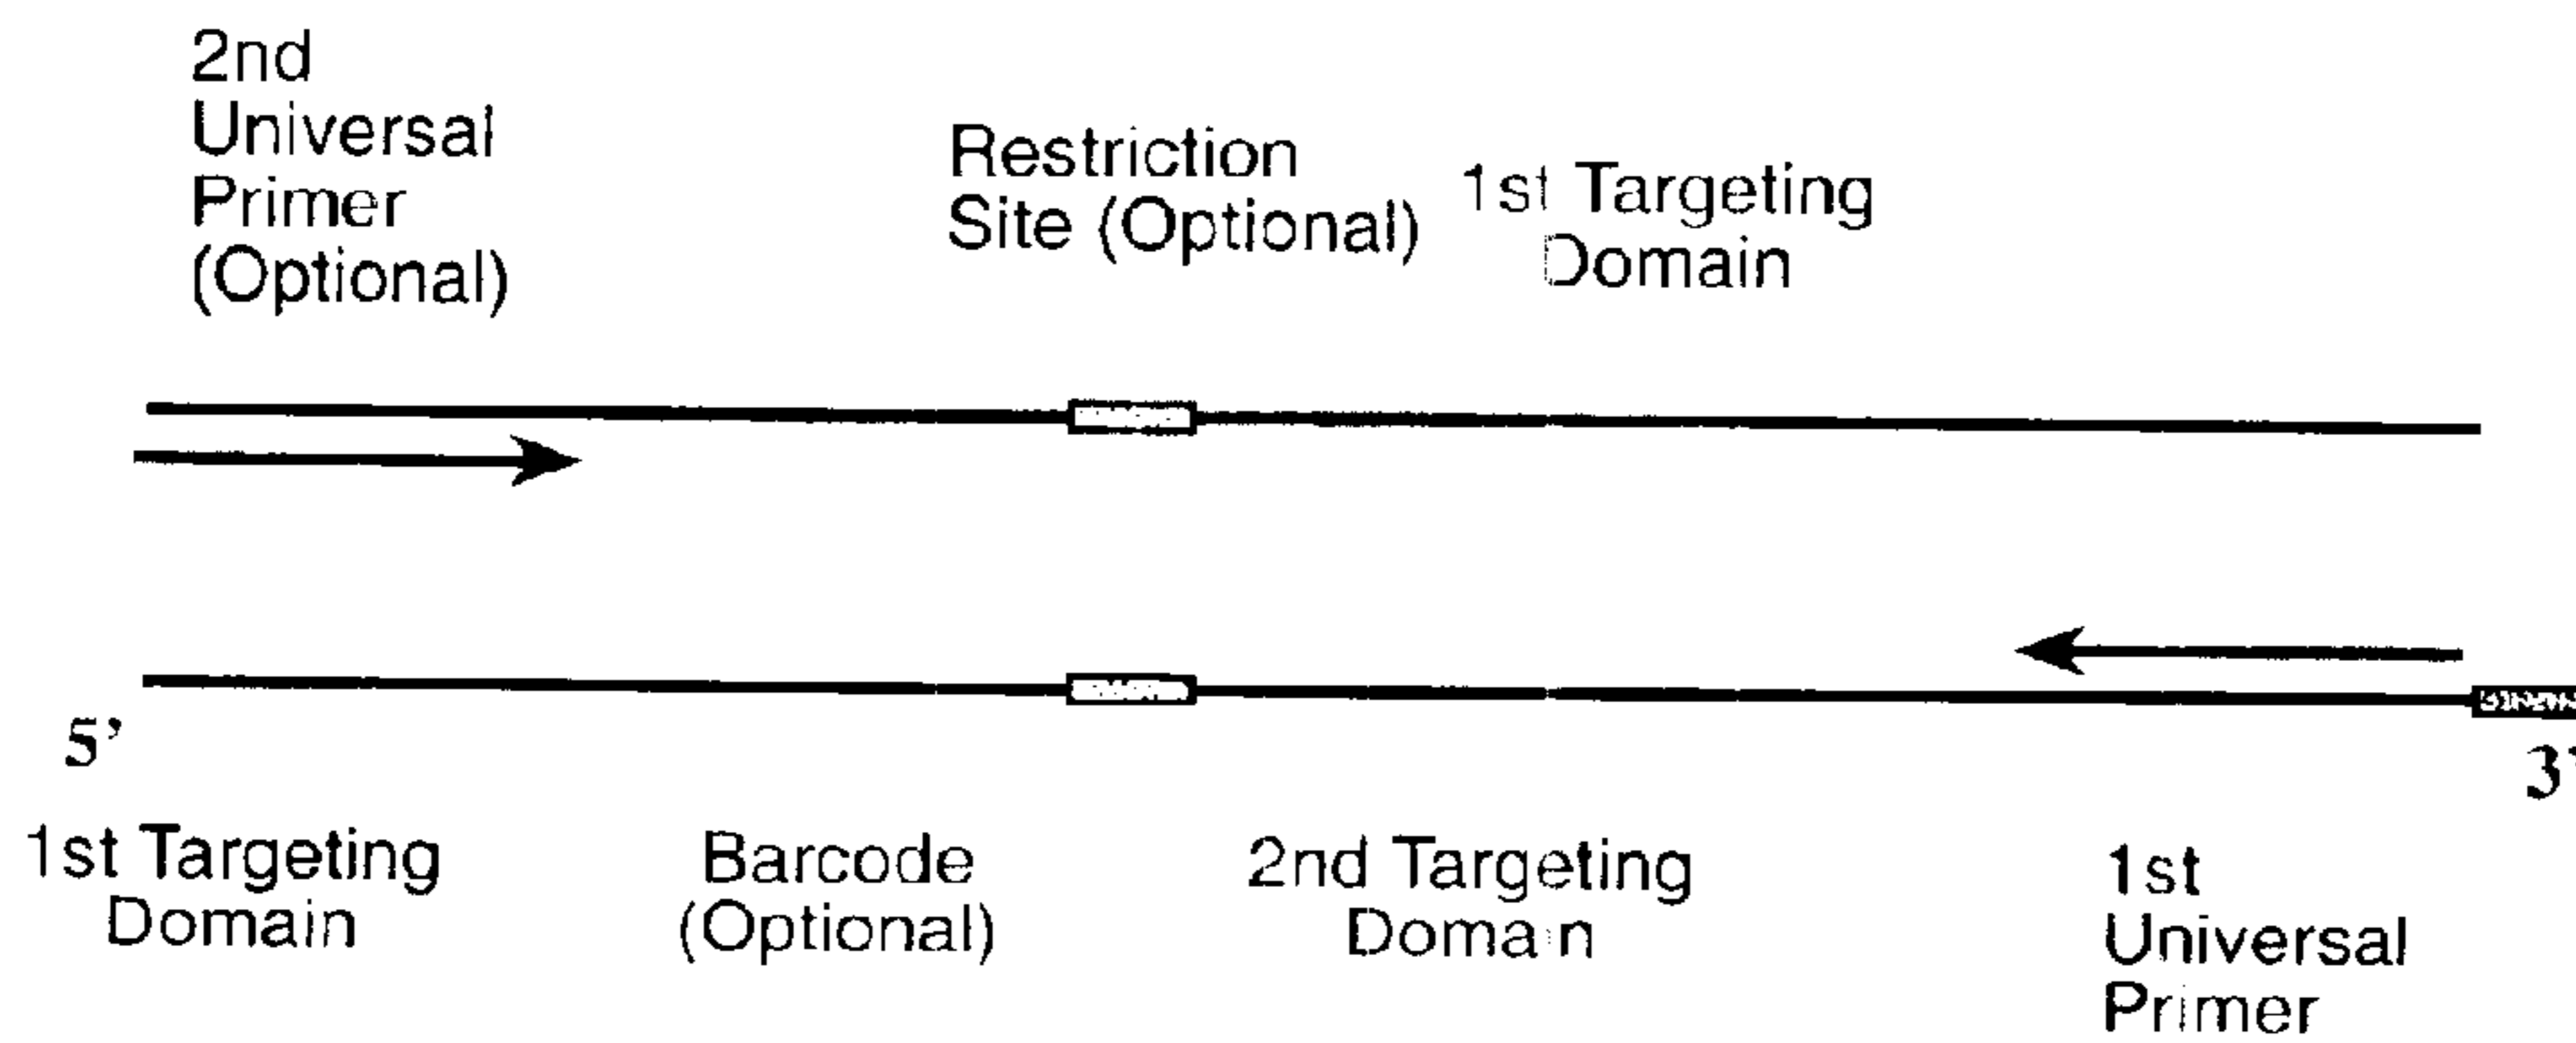 2nd
Universal
Primer
(Optional)
Restriction
Site (Optional)
1st Targeting
Domain
5'
3'
1st Targeting
Domain
Barcode
(Optional)
2nd Targeting
Domain
1st
Universal
Primer